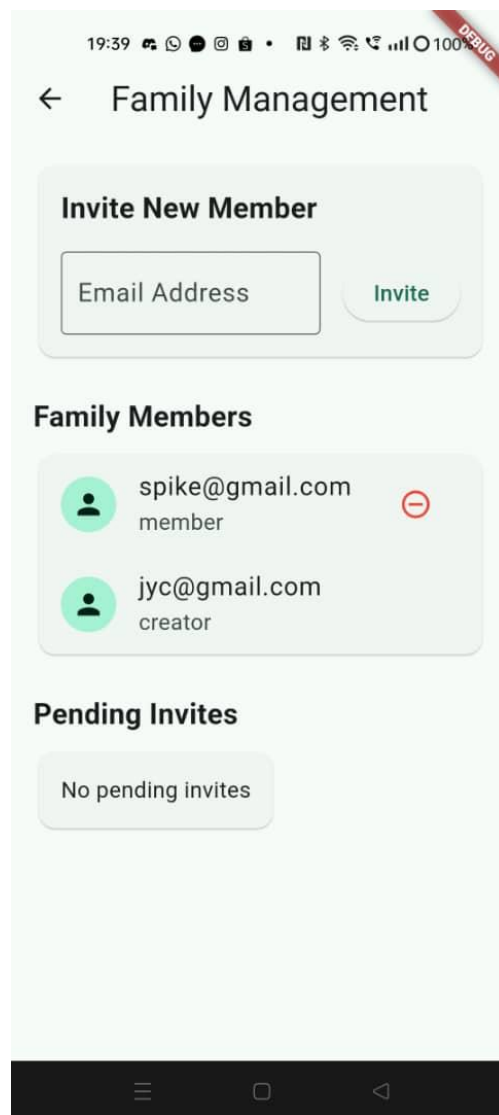 19:39 100%
DEBUG
Family Management
Invite New Member
Email Address
Invite
Family Members
spike@gmail.com
member
jyc@gmail.com
creator
Pending Invites
No pending invites